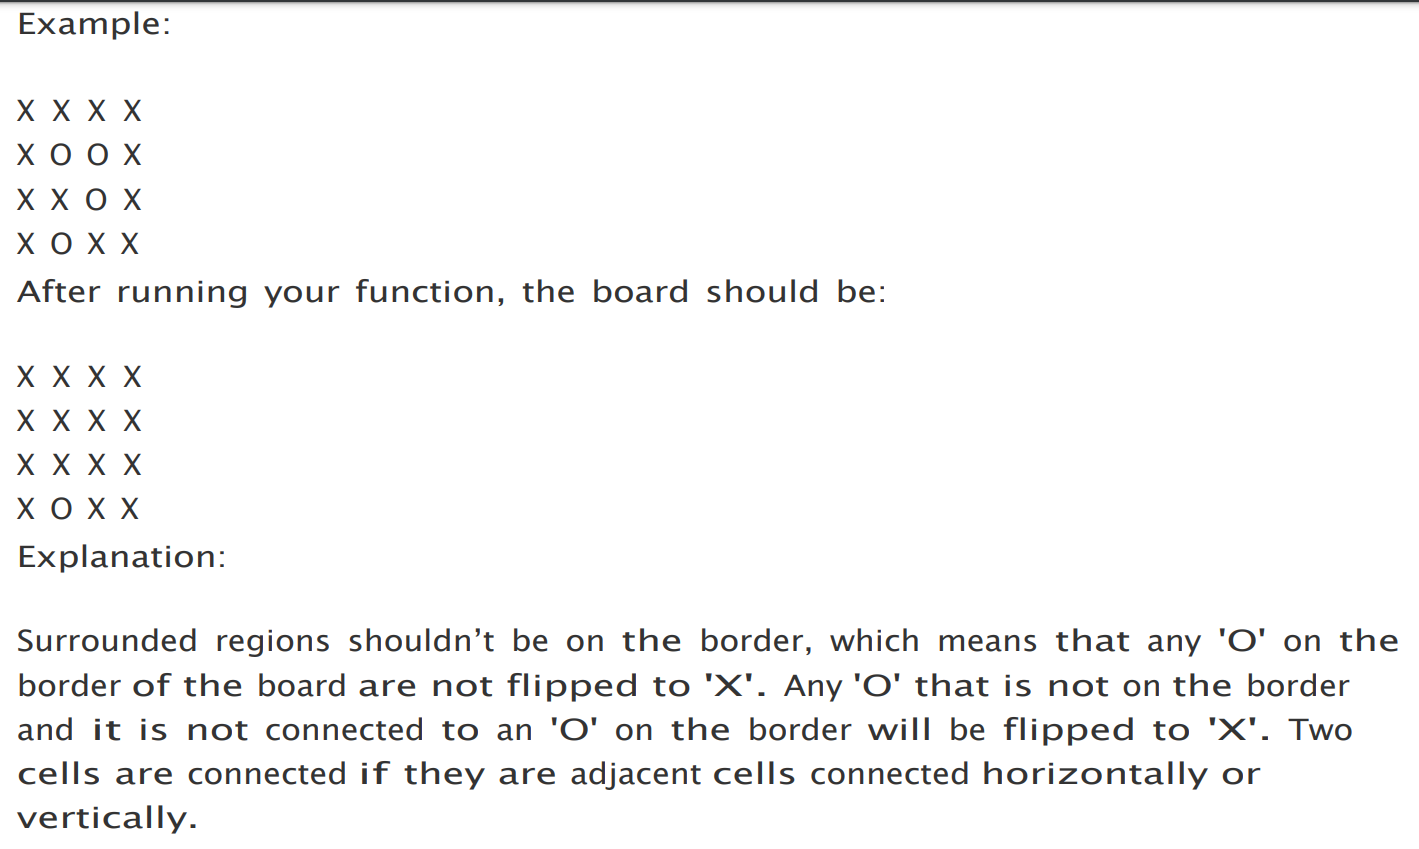 Example:
X X X X
X O O X
X X O X
X O X X
After running your function, the board should be:
X X X X
X X X X
X X X X
X O X X
Explanation:
Surrounded regions shouldn’t be on the border, which means that any 'O' on the
border of the board are not flipped to 'X'. Any 'O' that is not on the border
and it is not connected to an 'O' on the border will be flipped to 'X'. Two
cells are connected if they are adjacent cells connected horizontally or
vertically.